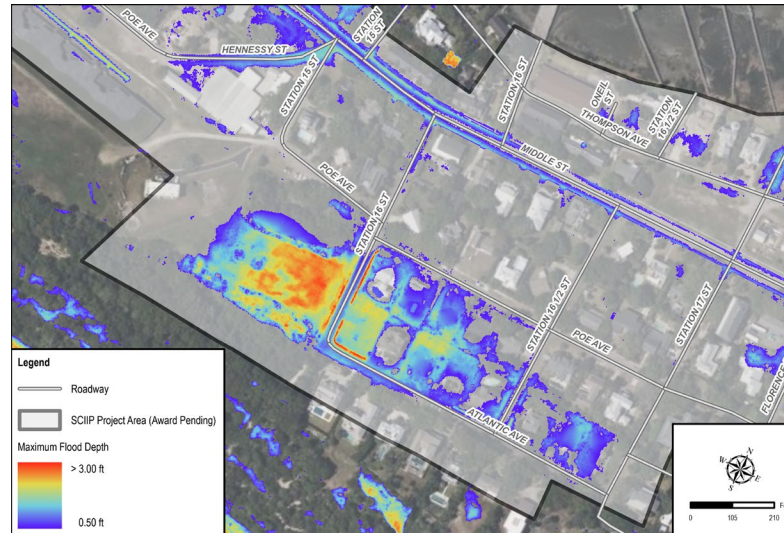 POE AVE
HENNESSY ST
STATION 15 ST
STATION
15 ST
STATION 16 ST
ONEIL
ST
THOMPSON AVE
STATION
16 1/2 ST
MIDDLE ST
POE AVE
STATION 16 ST
STATION 16 1/2 ST
STATION 17 ST
POE AVE
FLORENCE
ATLANTIC AVE
Legend
Roadway
SCIIP Project Area (Award Pending)
Maximum Flood Depth
> 3.00 ft
0.50 ft
N
W
E
S
0 105 210